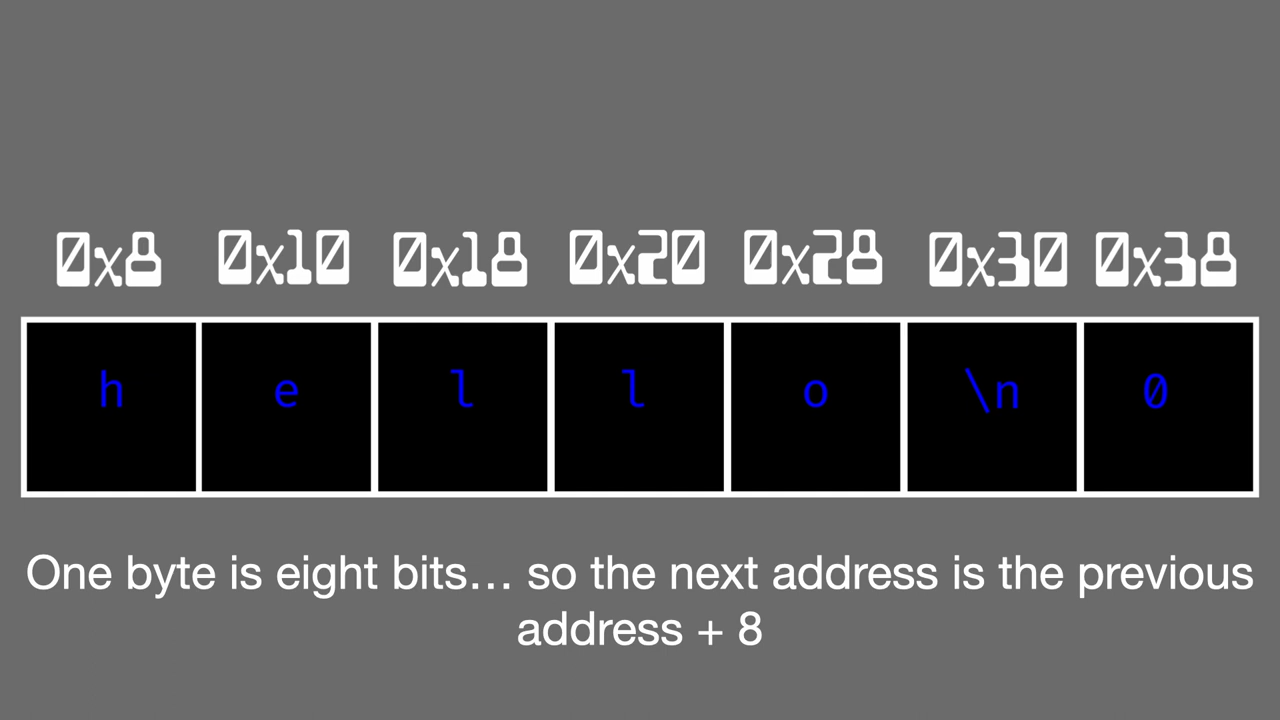 0x8 0x10 0x18 0x20 0x28 0x30 0x38
h e l l o \n 0
One byte is eight bits… so the next address is the previous
address + 8